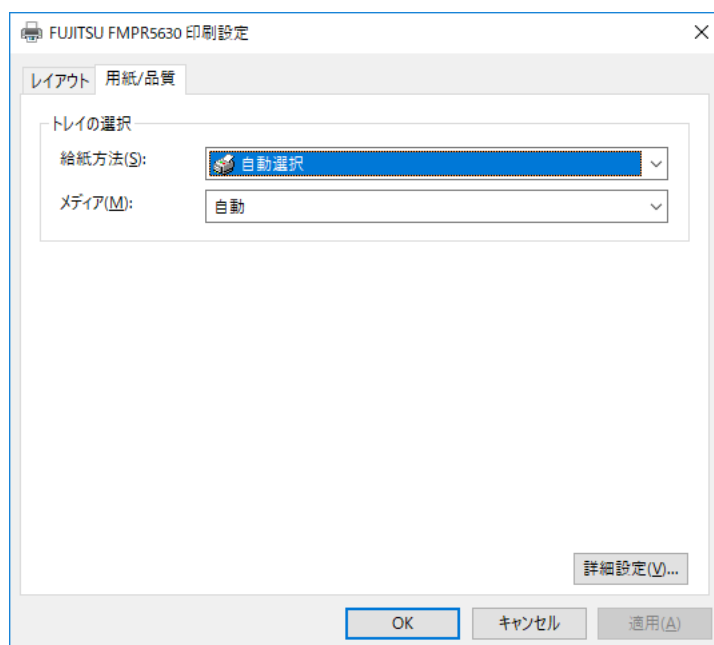 FUJITSU FMPR5630 印刷設定
レイアウト 用紙/品質
トレイの選択
給紙方法(S): 自動選択
メディア(M): 自動
詳細設定(V)...
OK キャンセル 適用(A)